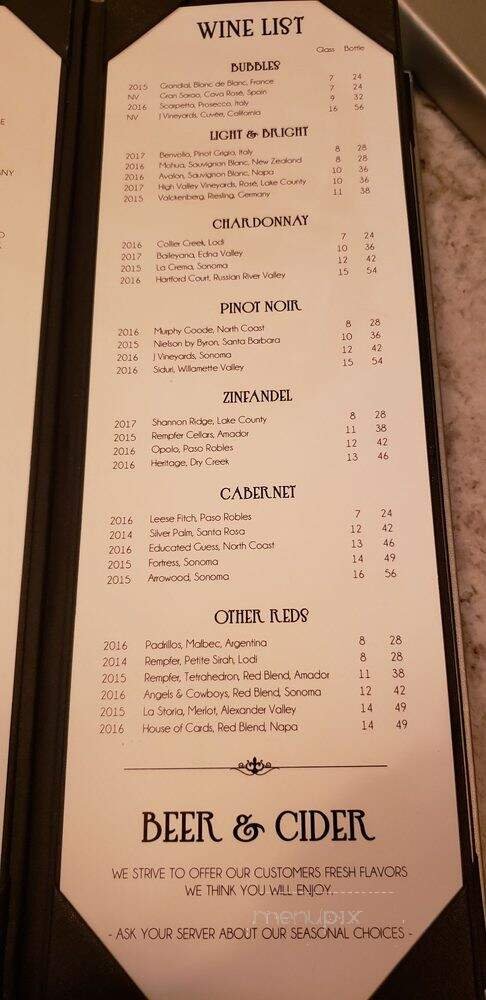 WINE LIST
Glass Bottle
BUBBLES
2015 Grandial, Blanc de Blanc, France 7 24
NV Gran Sarao, Cava Rosé, Spain 7 24
2016 Scarpetta, Prosecco, Italy 9 32
NV J Vineyards, Cuvée, California 16 56
LIGHT & BRIGHT
2017 Benvolio, Pinot Grigio, Italy 8 28
2016 Mohua, Sauvignon Blanc, New Zealand 8 28
2016 Avalon, Sauvignon Blanc, Napa 10 36
2017 High Valley Vineyards, Rosé, Lake County 10 36
2015 Valckenberg, Riesling, Germany 11 38
CHARDONNAY
2016 Collier Creek, Lodi 7 24
2017 Baileyana, Edna Valley 10 36
2015 La Crema, Sonoma 12 42
2016 Hartford Court, Russian River Valley 15 54
PINOT NOIR
2016 Murphy Goode, North Coast 8 28
2015 Nielson by Byron, Santa Barbara 10 36
2016 J Vineyards, Sonoma 12 42
2016 Siduri, Willamette Valley 15 54
ZINFANDEL
2017 Shannon Ridge, Lake County 8 28
2015 Rempfer Cellars, Amador 11 38
2016 Opolo, Paso Robles 12 42
2016 Heritage, Dry Creek 13 46
CABERNET
2016 Leese Fitch, Paso Robles 7 24
2014 Silver Palm, Santa Rosa 12 42
2016 Educated Guess, North Coast 13 46
2015 Fortress, Sonoma 14 49
2015 Arrowood, Sonoma 16 56
OTHER REDS
2016 Padrillos, Malbec, Argentina 8 28
2014 Rempfer, Petite Sirah, Lodi 8 28
2015 Rempfer, Tetrahedron, Red Blend, Amador 11 38
2016 Angels & Cowboys, Red Blend, Sonoma 12 42
2015 La Storia, Merlot, Alexander Valley 14 49
2016 House of Cards, Red Blend, Napa 14 49
BEER & CIDER
WE STRIVE TO OFFER OUR CUSTOMERS FRESH FLAVORS
WE THINK YOU WILL ENJOY.
menupix
- ASK YOUR SERVER ABOUT OUR SEASONAL CHOICES -